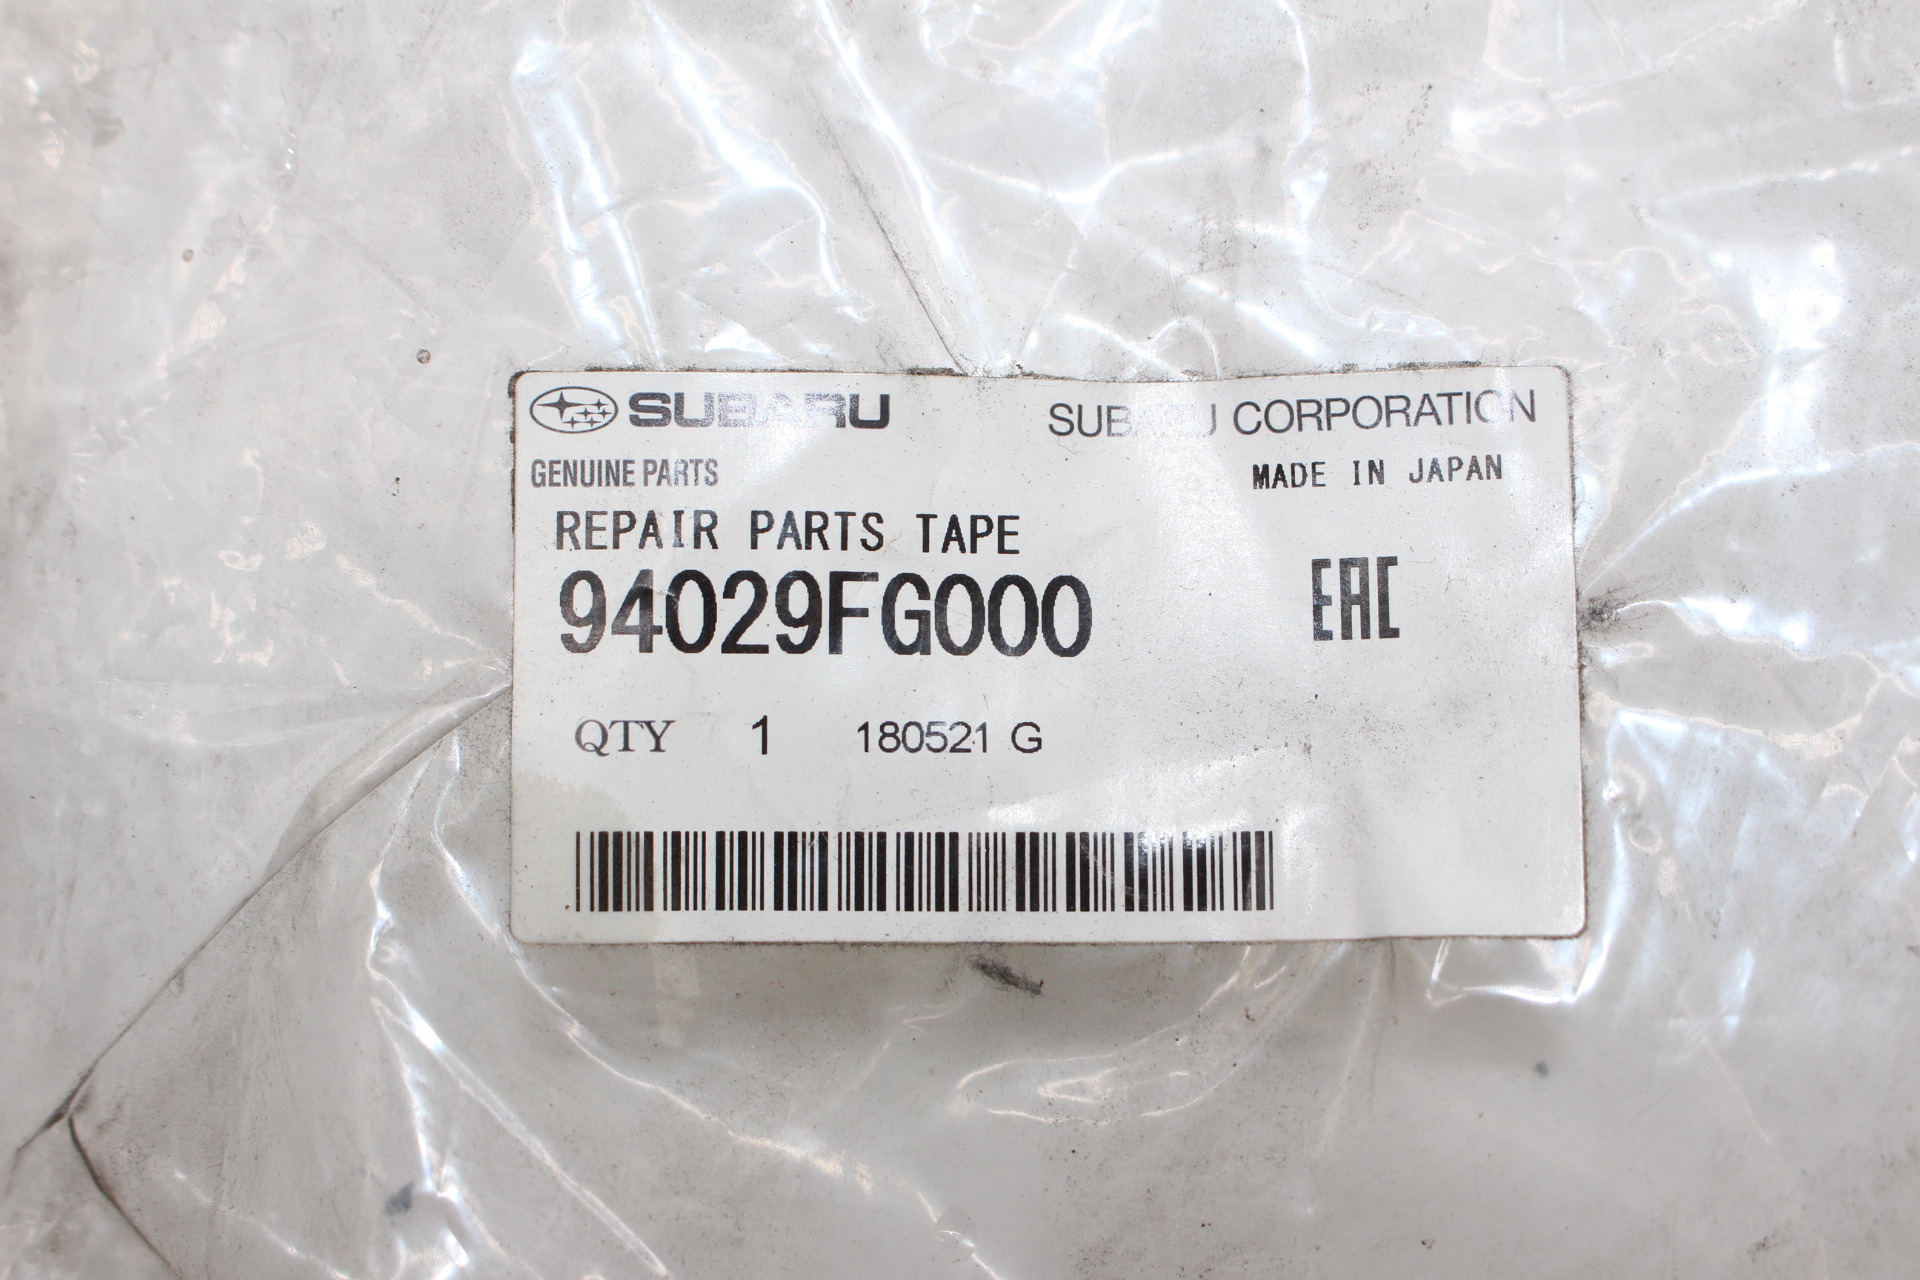 SUBARU SUBARU CORPORATION
GENUINE PARTS MADE IN JAPAN
REPAIR PARTS TAPE
94029FG000 EAC
QTY 1 180521 G